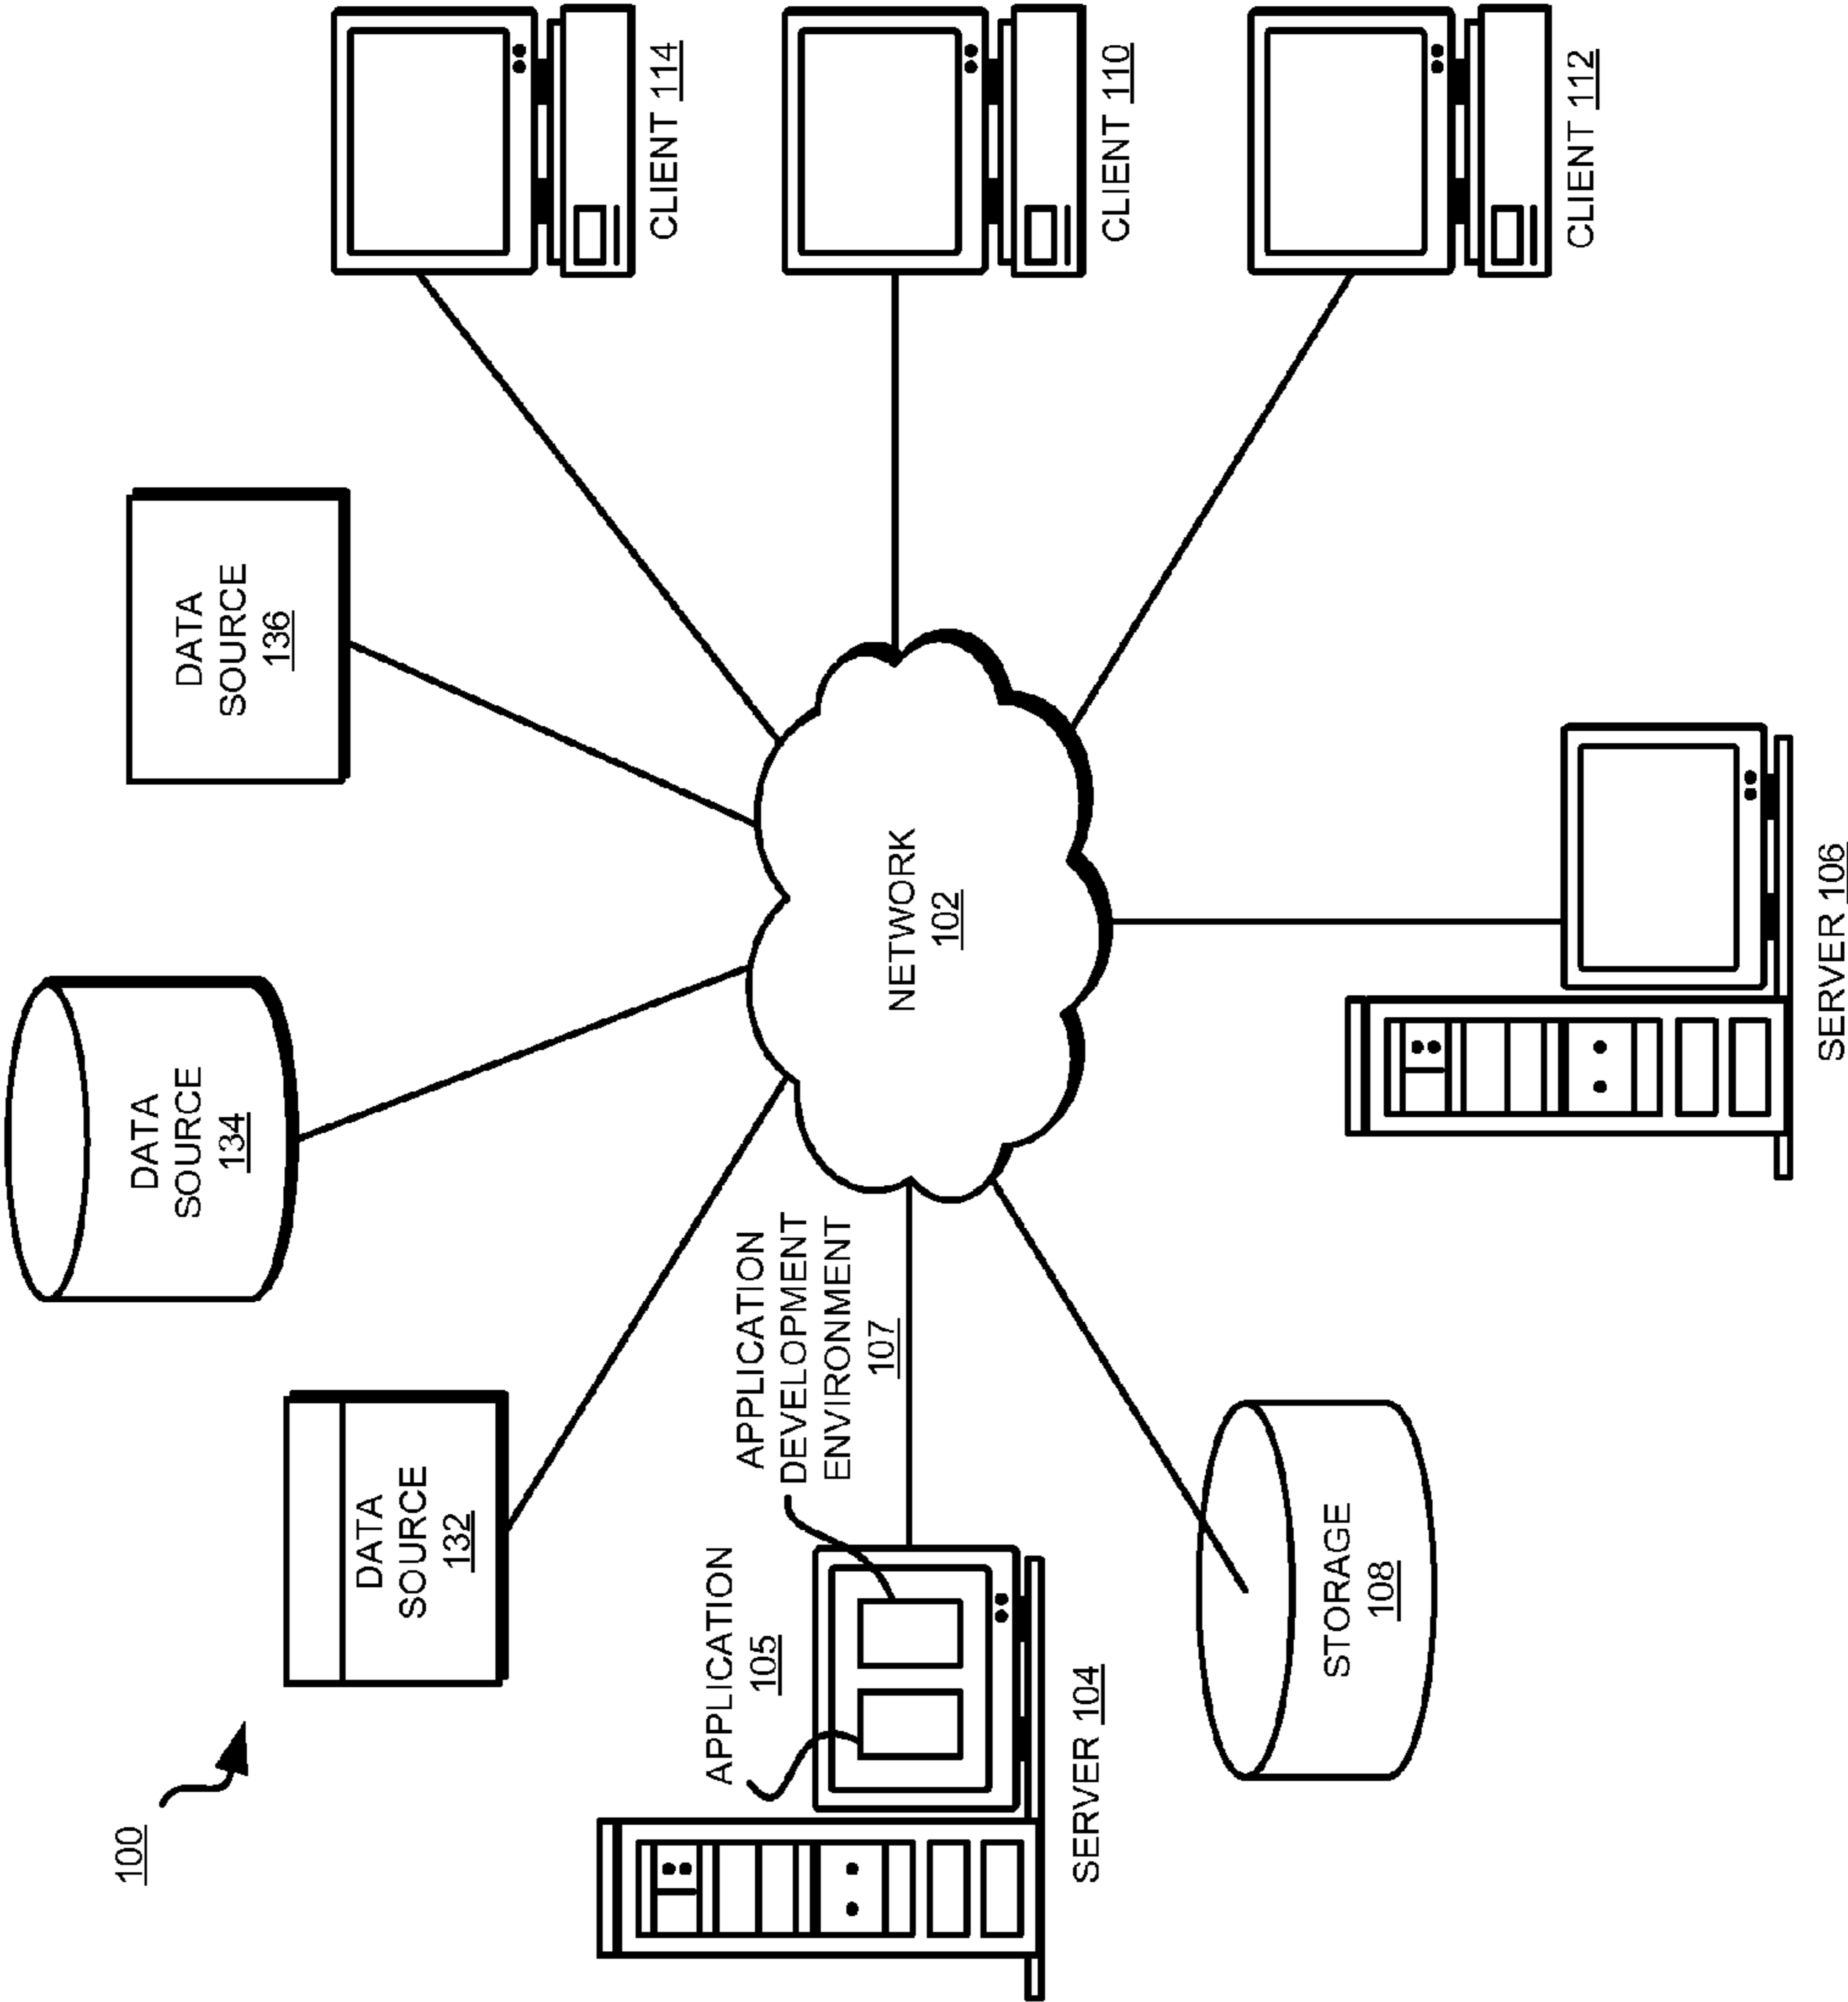 100
DATA
SOURCE
132
DATA
SOURCE
134
DATA
SOURCE
136
APPLICATION
105
APPLICATION
DEVELOPMENT
ENVIRONMENT
107
SERVER 104
NETWORK
102
STORAGE
108
SERVER 106
CLIENT 114
CLIENT 110
CLIENT 112